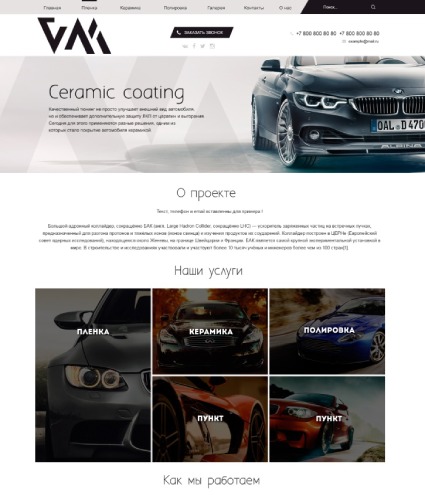 Главная Пленка Керамика Полировка Галерея Контакты О нас Поиск...
БАК
ЗАКАЗАТЬ ЗВОНОК
+7 800 800 80 80 +7 800 800 80 80
example@mail.ru
Ceramic coating
Качественный тюнинг не просто улучшает внешний вид автомобиля,
но и обеспечивает дополнительную защиту ЛКП от царапин и выгорания.
Сегодня для этого применяются разные решения, одним из
которых стало покрытие автомобиля керамикой.
OAL D 470
ALPINA
О проекте
Текст, телефон и email вставлены для примера !
Большой адронный коллайдер, сокращённо БАК (англ. Large Hadron Collider, сокращённо LHC) — ускоритель заряженных частиц на встречных пучках,
предназначенный для разгона протонов и тяжёлых ионов (ионов свинца) и изучения продуктов их соударений. Коллайдер построен в ЦЕРНе (Европейский
совет ядерных исследований), находящемся около Женевы, на границе Швейцарии и Франции. БАК является самой крупной экспериментальной установкой в
мире. В строительстве и исследованиях участвовали и участвуют более 10 тысяч учёных и инженеров более чем из 100 стран[3]
Наши услуги
ПЛЕНКА
КЕРАМИКА
ПОЛИРОВКА
ПУНКТ
ПУНКТ
Как мы работаем